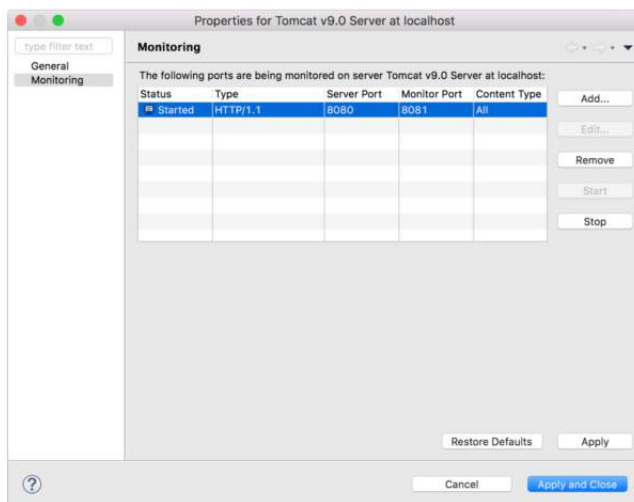 Properties for Tomcat v9.0 Server at localhost
type filter text
General
Monitoring
Monitoring
The following ports are being monitored on server Tomcat v9.0 Server at localhost:
Status Type Server Port Monitor Port Content Type
Started HTTP/1.1 8080 8081 All
Add...
Edit...
Remove
Start
Stop
Restore Defaults Apply
? Cancel Apply and Close